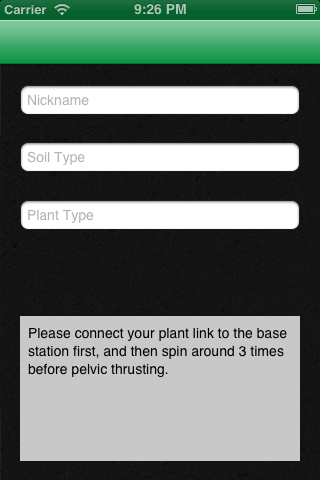 Carrier 9:26 PM
Nickname
Soil Type
Plant Type
Please connect your plant link to the base
station first, and then spin around 3 times
before pelvic thrusting.